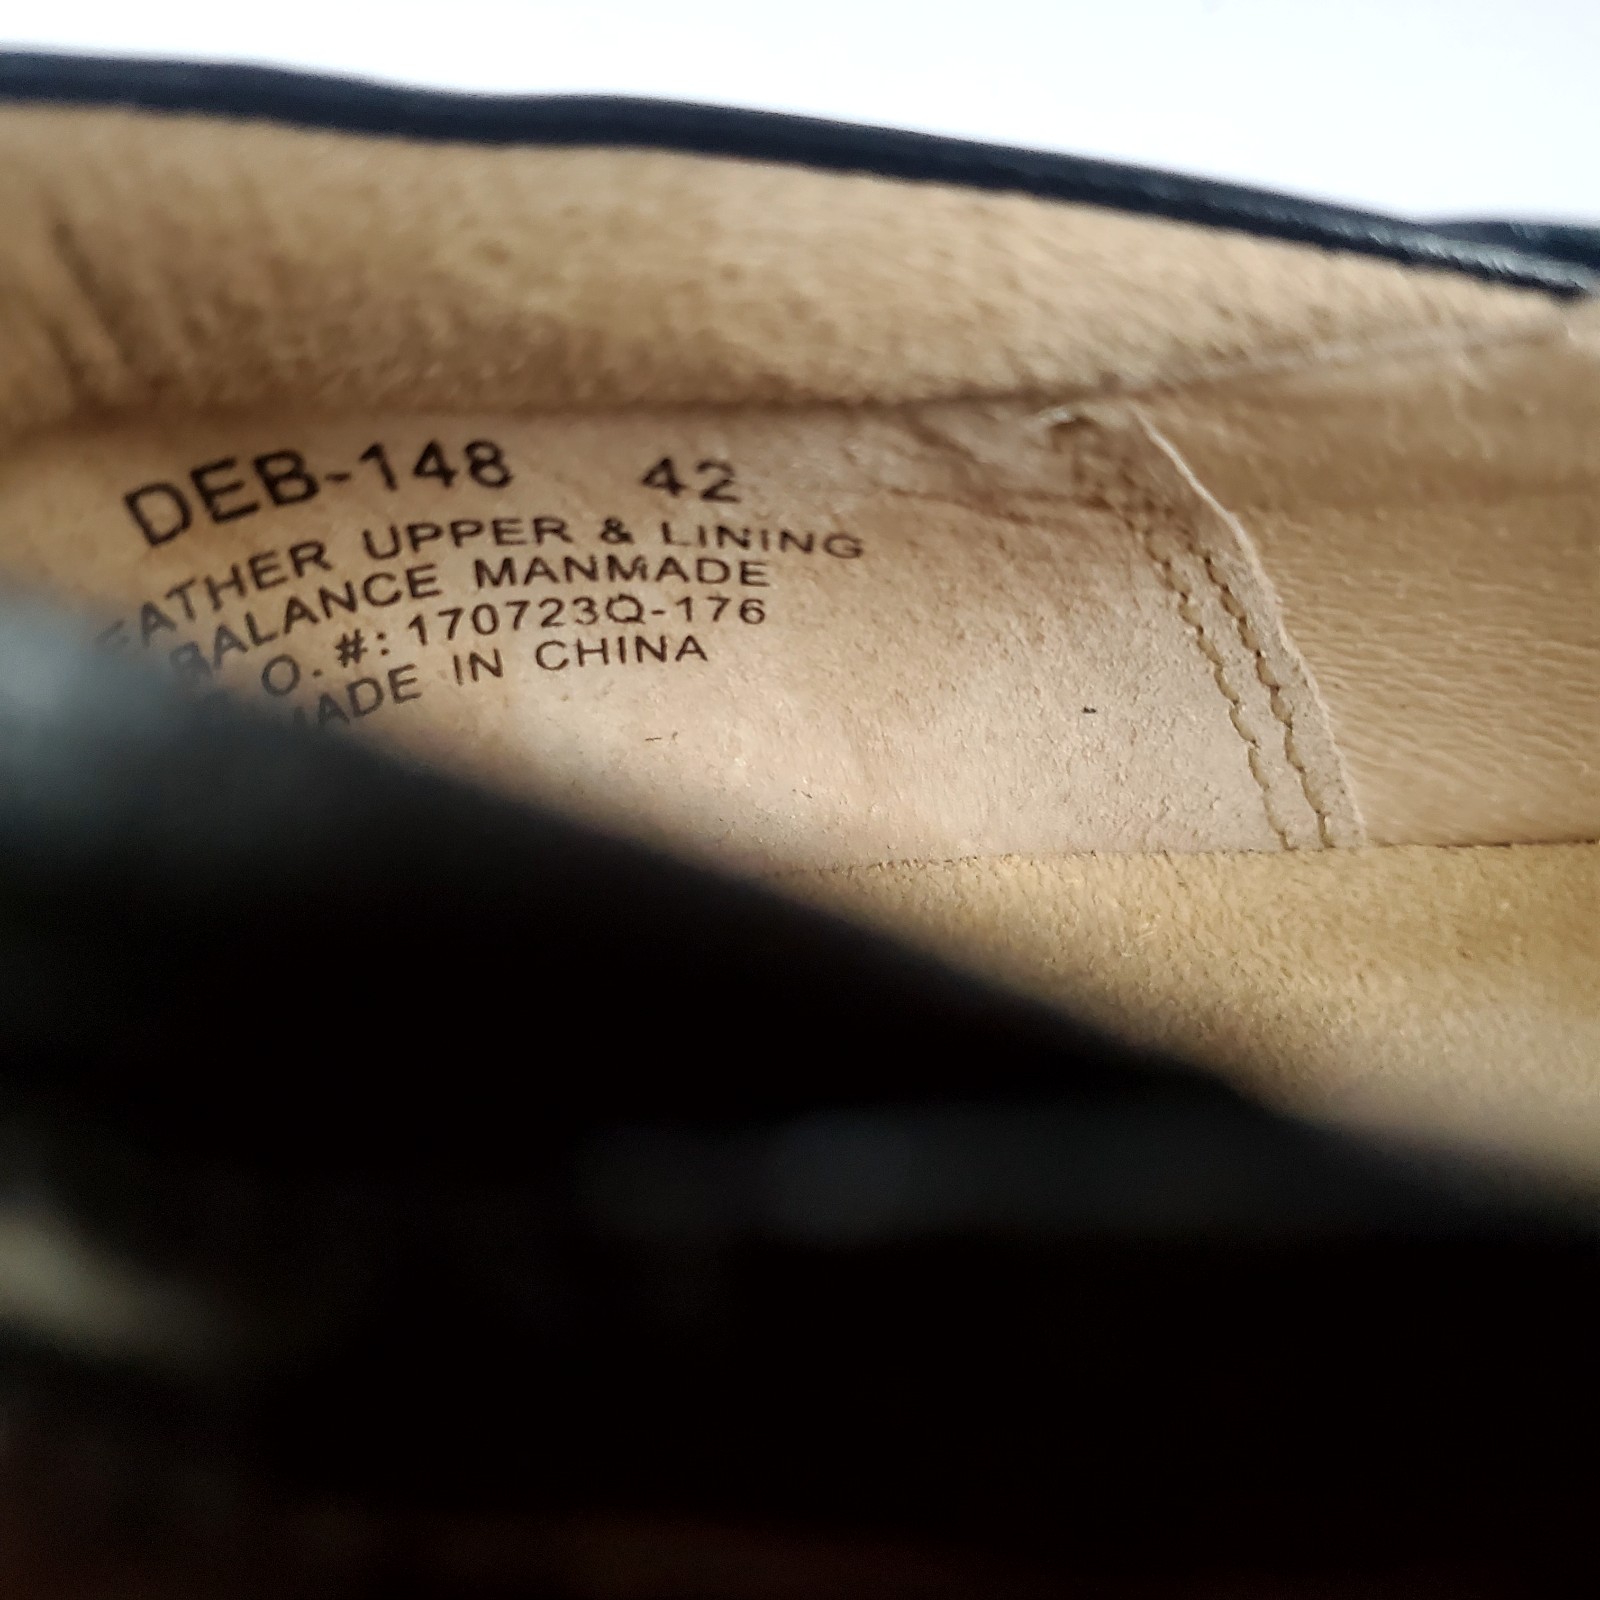 DEB-148 42
EATHER UPPER & LINING
BALANCE MANMADE
O. #: 170723Q-176
MADE IN CHINA